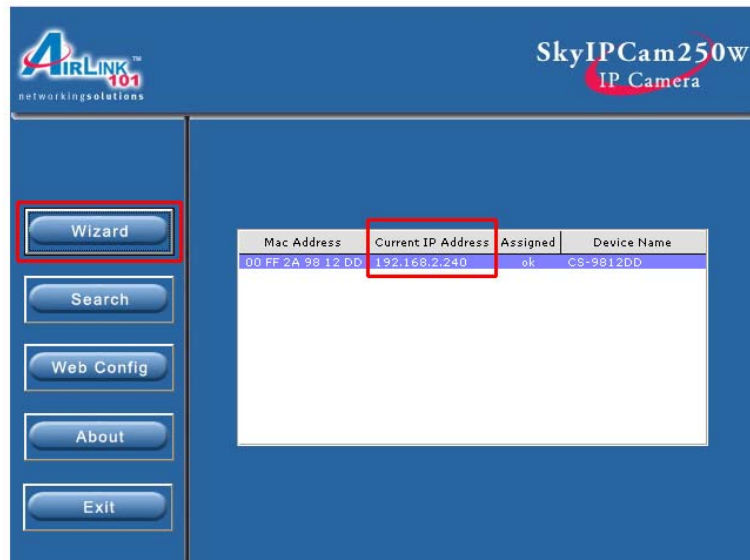 AIRLINK™
101
networkingsolutions
SkyIPCam250W
IP Camera
Wizard
Search
Web Config
About
Exit
Mac Address Current IP Address Assigned Device Name
00 FF 2A 98 12 DD 192.168.2.240 ok CS-9812DD